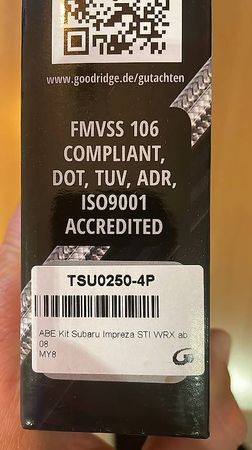 www.goodridge.de/gutachten
FMVSS 106
COMPLIANT,
DOT, TUV, ADR,
ISO9001
ACCREDITED
TSU0250-4P
ABE Kit Subaru Impreza STI WRX ab
08
MY8